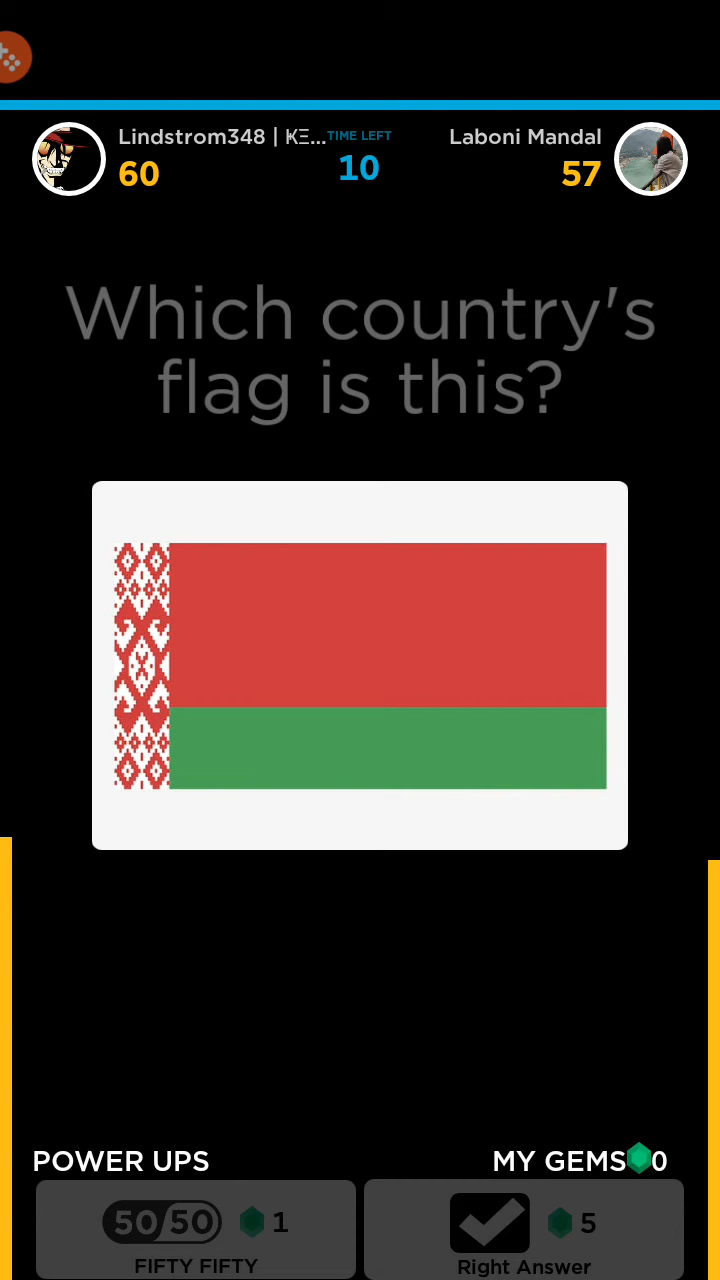 Lindstrom348 | ҜΞ...
TIME LEFT
Laboni Mandal
60
10
57
Which country's
flag is this?
POWER UPS
MY GEMS 0
50/50 1
5
FIFTY FIFTY
Right Answer